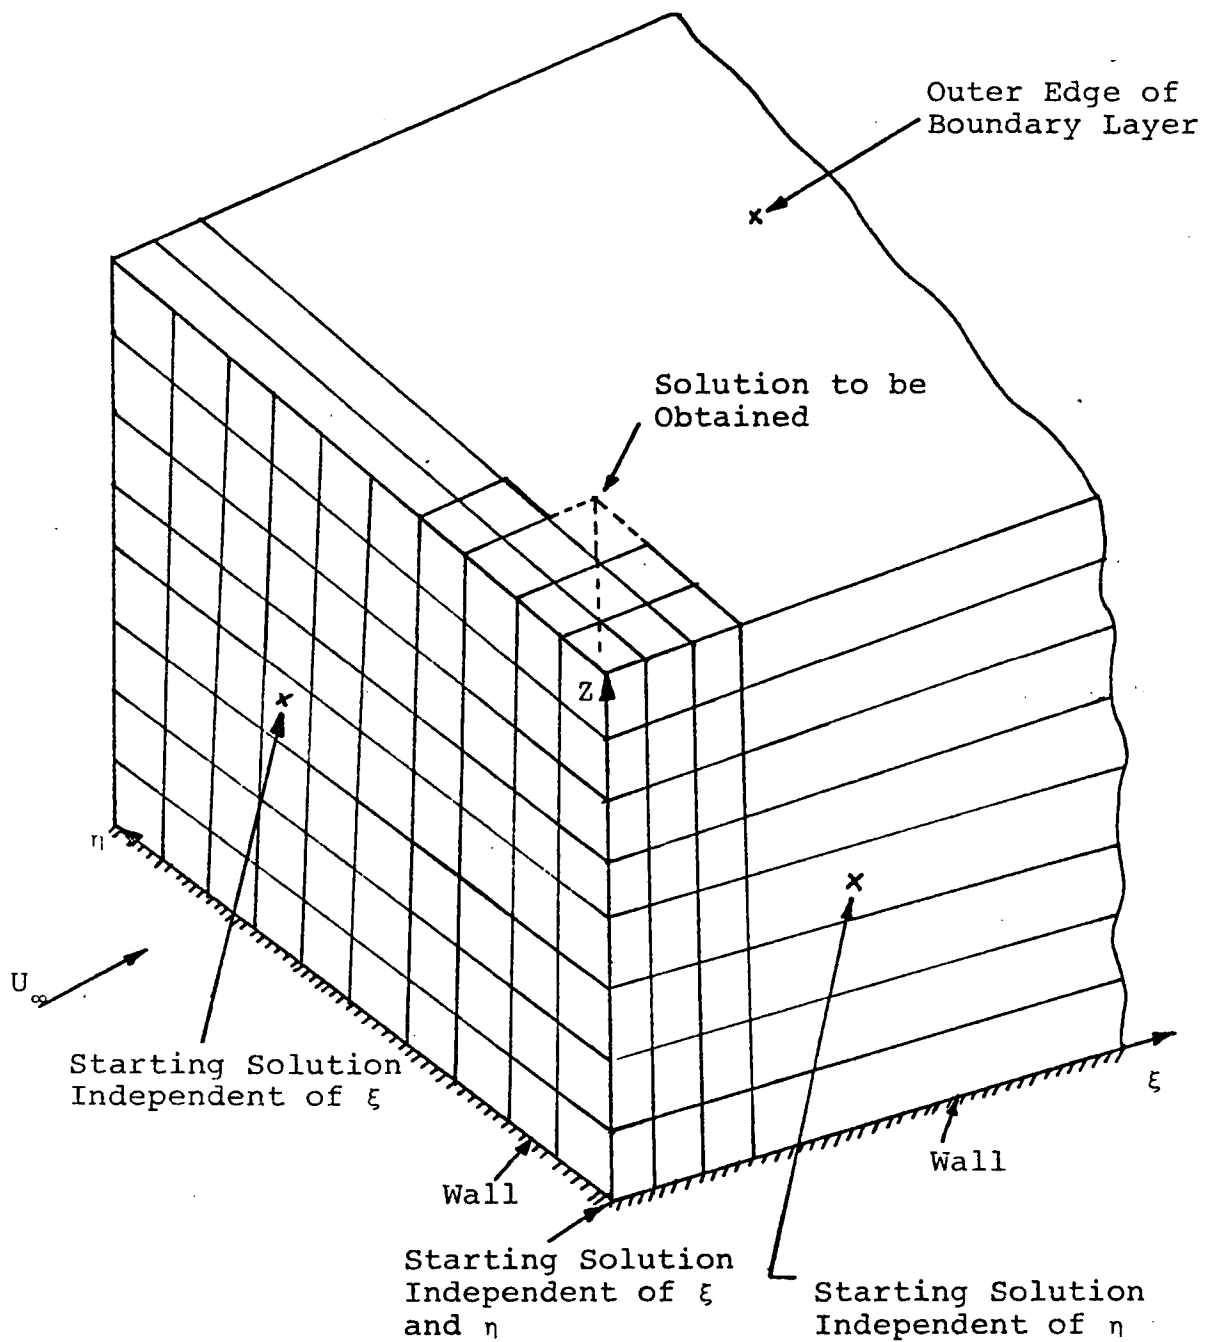 Outer Edge of
Boundary Layer
Solution to be
Obtained
Z
η
U∞
Starting Solution
Independent of ξ
ξ
Wall
Wall
Starting Solution
Independent of ξ
and η
Starting Solution
Independent of η